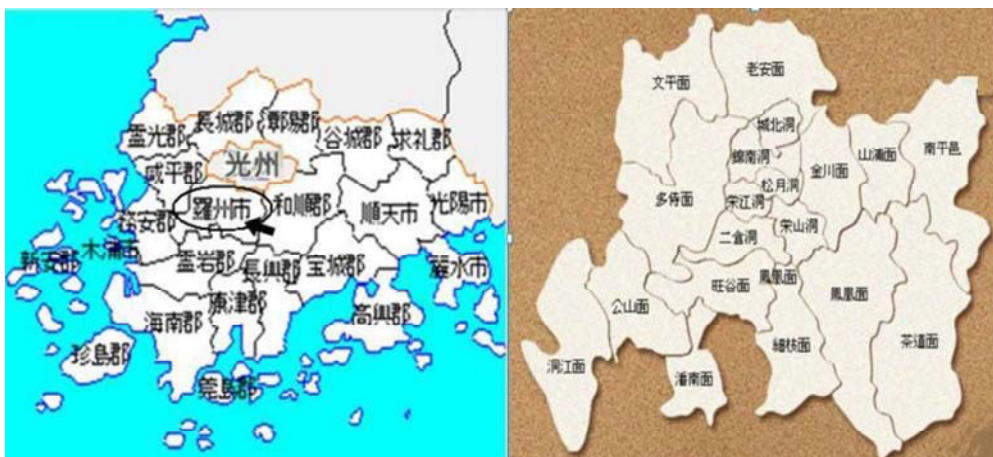 霊光郡
長城郡
谷城郡
求礼郡
光州
咸平郡
羅州市
和順郡
順天市
光陽市
務安郡
新安郡
木浦市
霊岩郡
長興郡
宝城郡
麗水市
康津郡
高興郡
海南郡
珍島郡
莞島郡
文平面
老安面
城北洞
錦南洞
金川面
山浦面
南平邑
多侍面
松月洞
栄江洞
栄山洞
二倉洞
旺谷面
鳳凰面
鳳凰面
公山面
茶道面
細枝面
潘南面
洞江面